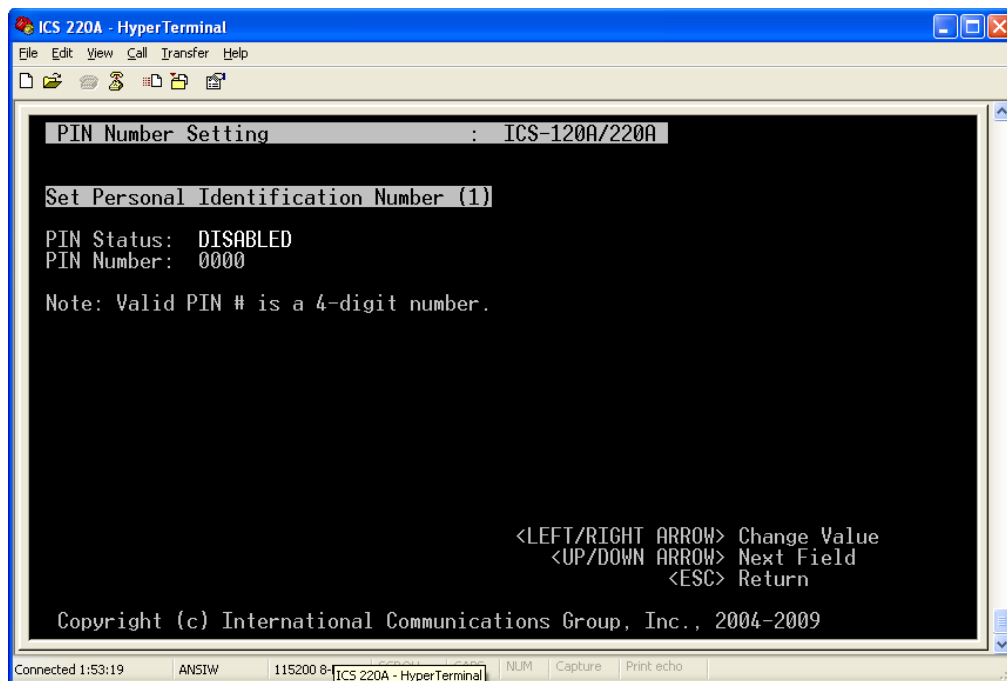 ICS 220A - HyperTerminal
File Edit View Call Transfer Help
PIN Number Setting : ICS-120A/220A
Set Personal Identification Number (1)
PIN Status: DISABLED
PIN Number: 0000
Note: Valid PIN # is a 4-digit number.
<LEFT/RIGHT ARROW> Change Value
<UP/DOWN ARROW> Next Field
<ESC> Return
Copyright (c) International Communications Group, Inc., 2004-2009
Connected 1:53:19 ANSIW 115200 8- NUM Capture Print echo
ICS 220A - HyperTerminal